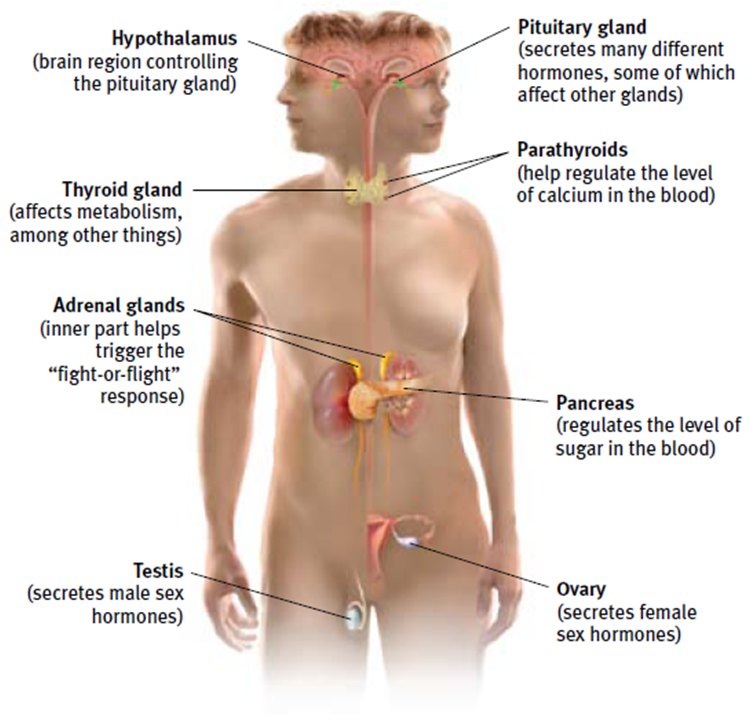 Hypothalamus
(brain region controlling
the pituitary gland)
Pituitary gland
(secretes many different
hormones, some of which
affect other glands)
Parathyroids
(help regulate the level
of calcium in the blood)
Thyroid gland
(affects metabolism,
among other things)
Adrenal glands
(inner part helps
trigger the
“fight-or-flight”
response)
Pancreas
(regulates the level of
sugar in the blood)
Testis
(secretes male sex
hormones)
Ovary
(secretes female
sex hormones)